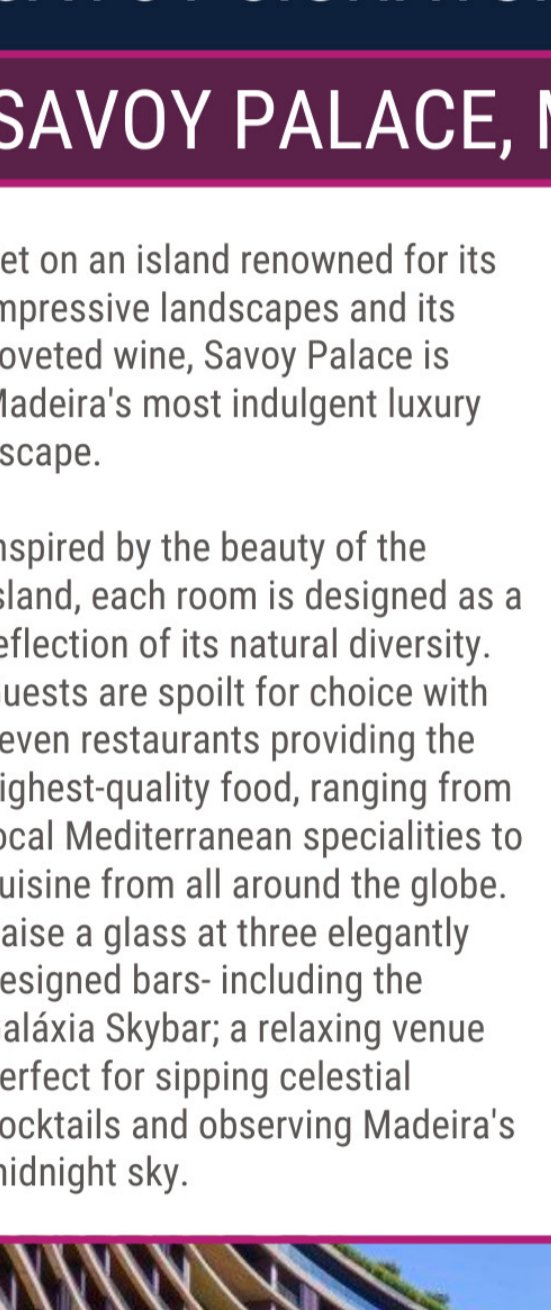 SAVOY PALACE,
et on an island renowned for its
mpressive landscapes and its
oveted wine, Savoy Palace is
Madeira's most indulgent luxury
scape.
nspired by the beauty of the
sland, each room is designed as a
eflection of its natural diversity.
uests are spoilt for choice with
even restaurants providing the
ighest-quality food, ranging from
ocal Mediterranean specialities to
uisine from all around the globe.
aise a glass at three elegantly
esigned bars- including the
aláxia Skybar; a relaxing venue
erfect for sipping celestial
ocktails and observing Madeira's
midnight sky.